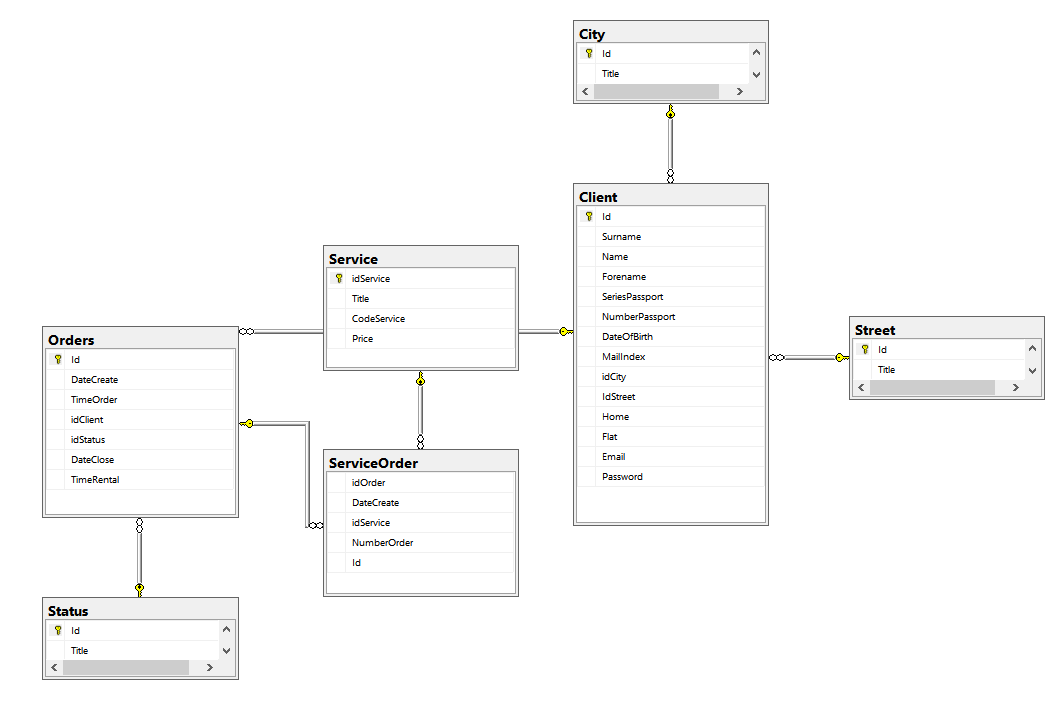 City
Id
Title
Client
Id
Surname
Name
Forename
SeriesPassport
NumberPassport
DateOfBirth
MailIndex
idCity
IdStreet
Home
Flat
Email
Password
Service
idService
Title
CodeService
Price
Street
Id
Title
Orders
Id
DateCreate
TimeOrder
idClient
idStatus
DateClose
TimeRental
ServiceOrder
idOrder
DateCreate
idService
NumberOrder
Id
Status
Id
Title